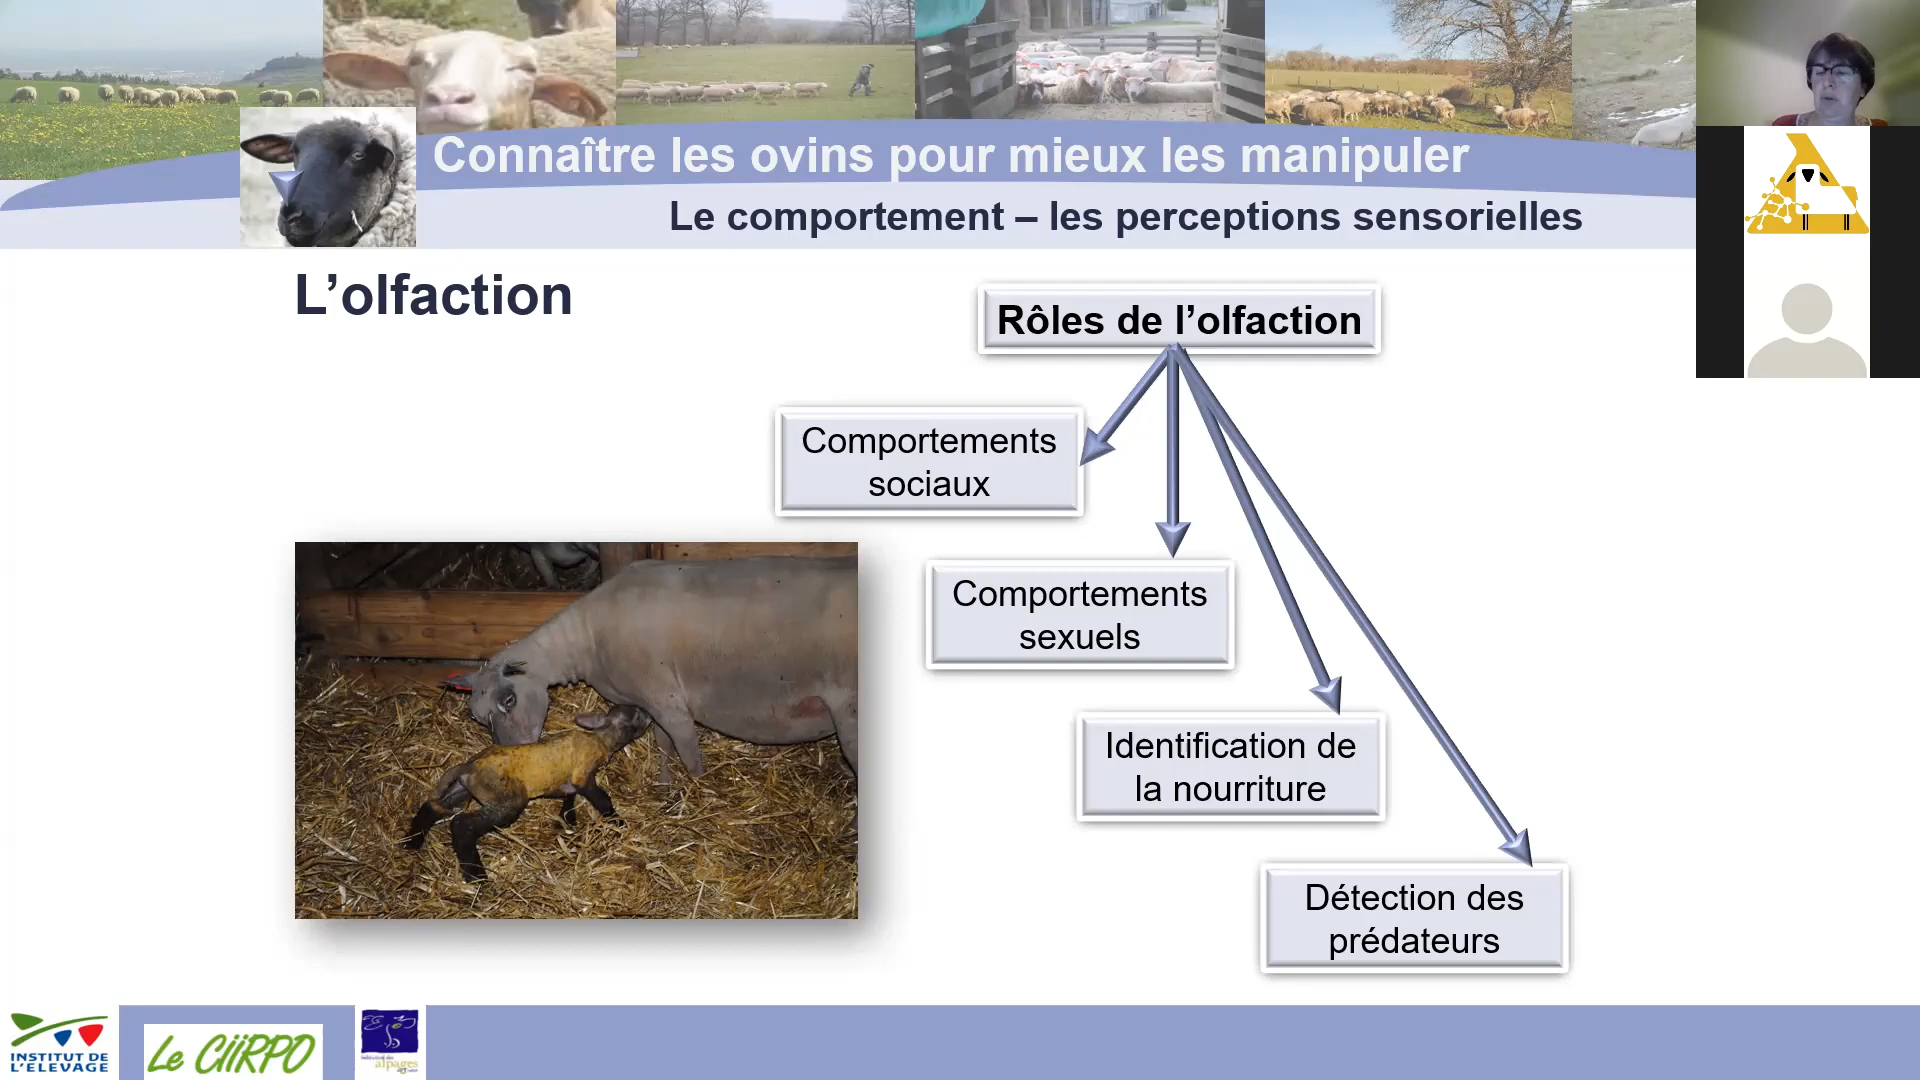 Connaître les ovins pour mieux les manipuler
Le comportement – les perceptions sensorielles
L’olfaction
Rôles de l’olfaction
Comportements
sociaux
Comportements
sexuels
Identification de
la nourriture
Détection des
prédateurs
INSTITUT DE
L'ELEVAGE
Le CIIRPO
alpages